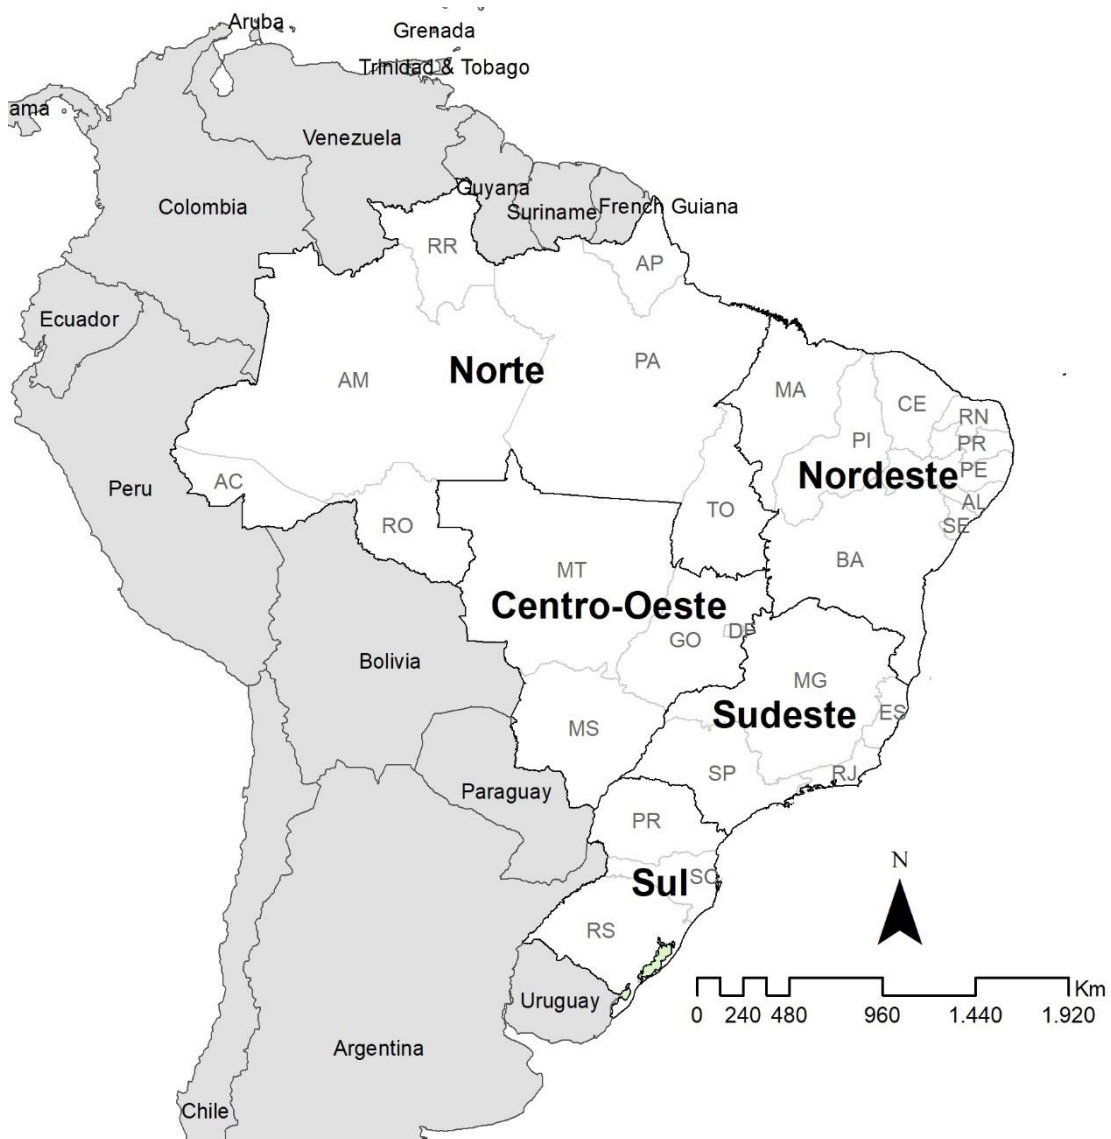 Aruba
Grenada
Trinidad & Tobago
ama
Venezuela
Guyana
Colombia
Suriname
French Guiana
RR
AP
Ecuador
Norte
PA
AM
MA
CE
RN
PI
PR
Nordeste
PE
AC
Peru
AL
TO
RO
SE
BA
MT
Centro-Oeste
DF
GO
Bolivia
MG
Sudeste
ES
MS
SP
RJ
Paraguay
PR
N
Sul
SC
RS
Uruguay
Km
0 240 480 960 1.440 1.920
Argentina
Chile